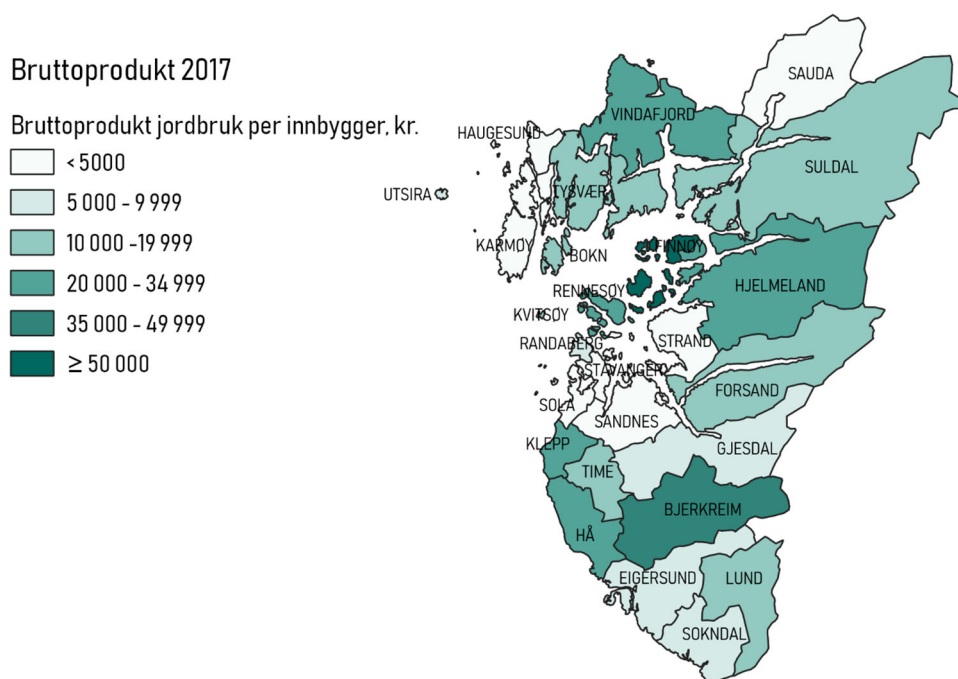 Bruttoprodukt 2017
Bruttoprodukt jordbruk per innbygger, kr.
< 5000
5 000 - 9 999
10 000 -19 999
20 000 - 34 999
35 000 - 49 999
≥ 50 000
SAUDA
VINDAFJORD
HAUGESUND
SULDAL
UTSIRA
TYSVÆR
KARMØY
FINNØY
BOKN
HJELMELAND
RENNESØY
KVITSØY
STRAND
RANDABERG
STAVANGER
FORSAND
SOLA
SANDNES
KLEPP
GJESDAL
TIME
BJERKREIM
HÅ
EIGERSUND
LUND
SOKNDAL